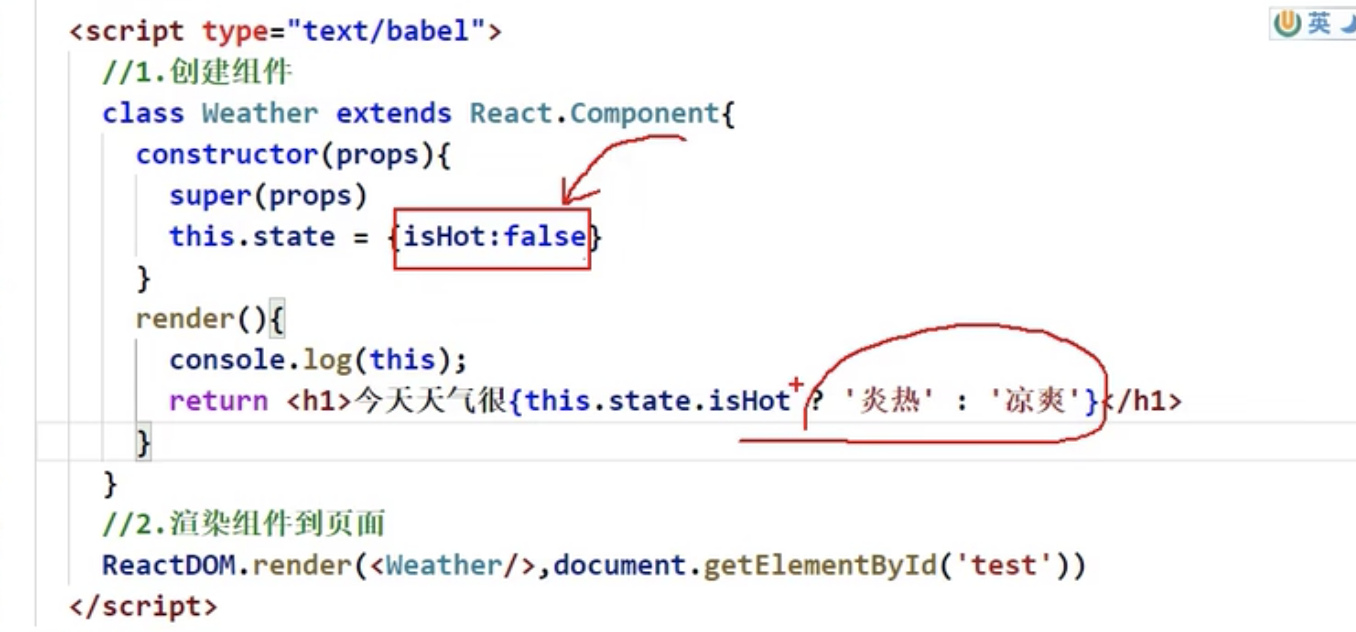 <script type="text/babel">
//1.创建组件
英
class Weather extends React.Component{
constructor(props){
super(props)
this.state = {isHot:false}
}
render(){
console.log(this);
return <h1>今天天气很{this.state.isHot ? '炎热' : '凉爽'}</h1>
}
}
//2.渲染组件到页面
ReactDOM.render(<Weather/>,document.getElementById('test'))
</script>